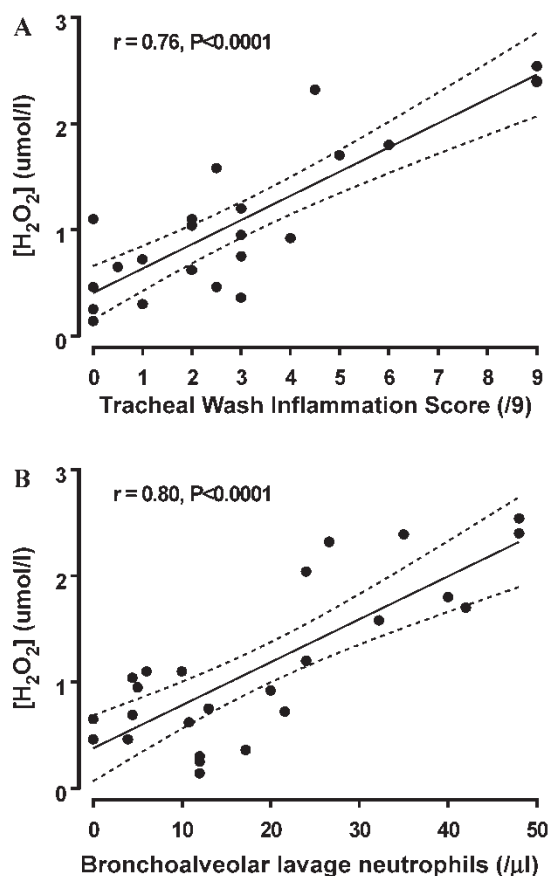 A
r = 0.76, P<0.0001
[H₂O₂] (umol/l)
3
2
1
0
0 1 2 3 4 5 6 7 8 9
Tracheal Wash Inflammation Score (/9)
B
r = 0.80, P<0.0001
[H₂O₂] (umol/l)
3
2
1
0
0 10 20 30 40 50
Bronchoalveolar lavage neutrophils (/µl)